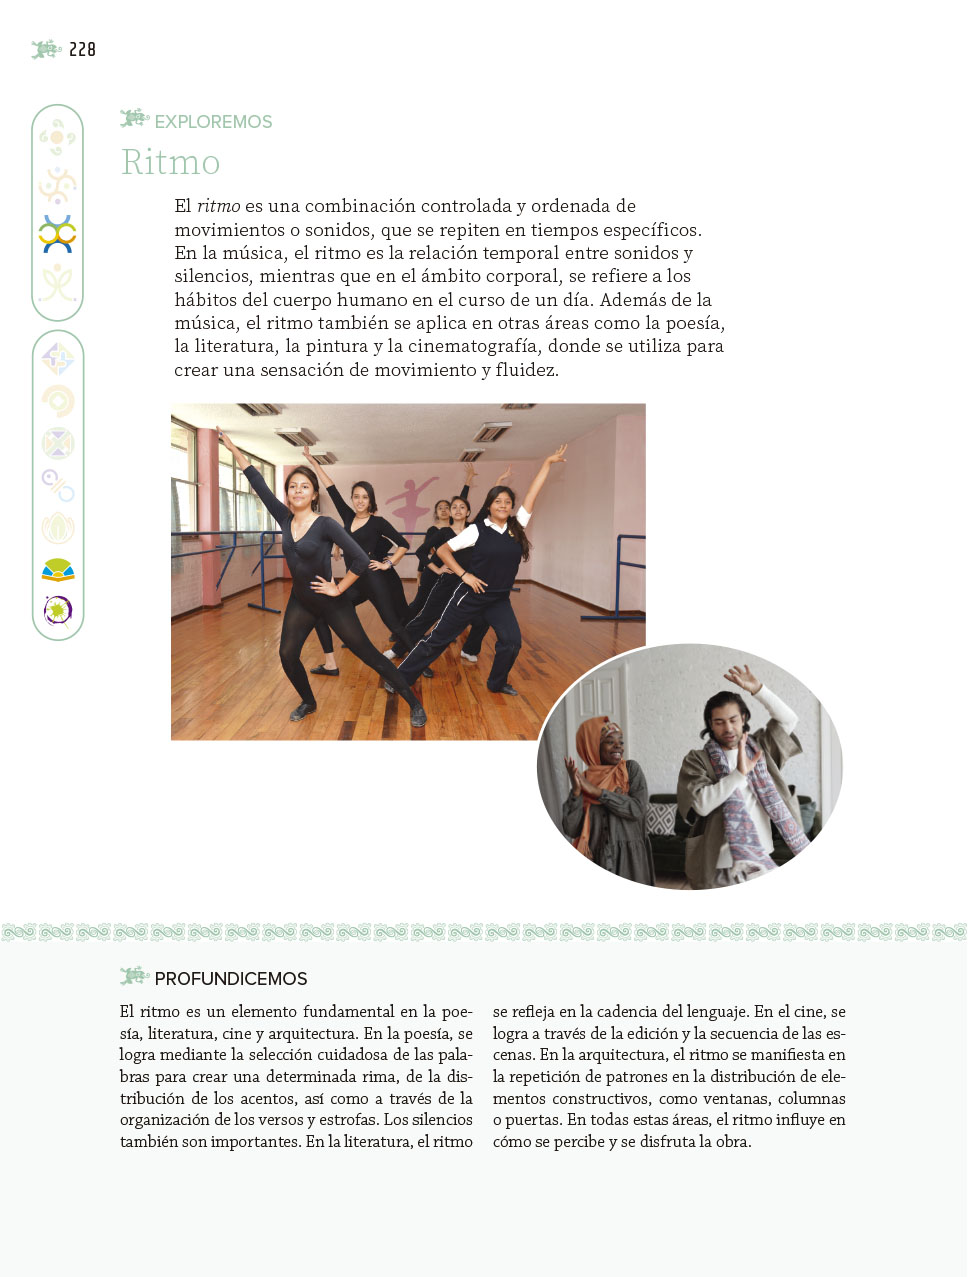 228
EXPLOREMOS
Ritmo
El ritmo es una combinación controlada y ordenada de
movimientos o sonidos, que se repiten en tiempos específicos.
En la música, el ritmo es la relación temporal entre sonidos y
silencios, mientras que en el ámbito corporal, se refiere a los
hábitos del cuerpo humano en el curso de un día. Además de la
música, el ritmo también se aplica en otras áreas como la poesía,
la literatura, la pintura y la cinematografía, donde se utiliza para
crear una sensación de movimiento y fluidez.
PROFUNDICEMOS
El ritmo es un elemento fundamental en la poe-
sía, literatura, cine y arquitectura. En la poesía, se
logra mediante la selección cuidadosa de las pala-
bras para crear una determinada rima, de la dis-
tribución de los acentos, así como a través de la
organización de los versos y estrofas. Los silencios
también son importantes. En la literatura, el ritmo
se refleja en la cadencia del lenguaje. En el cine, se
logra a través de la edición y la secuencia de las es-
cenas. En la arquitectura, el ritmo se manifiesta en
la repetición de patrones en la distribución de ele-
mentos constructivos, como ventanas, columnas
o puertas. En todas estas áreas, el ritmo influye en
cómo se percibe y se disfruta la obra.